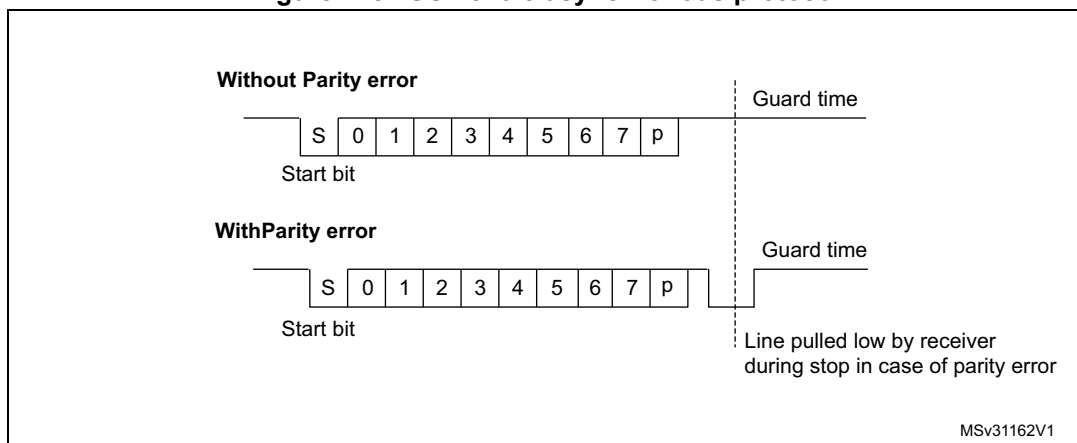 Without Parity error
Guard time
S 0 1 2 3 4 5 6 7 p
Start bit
WithParity error
Guard time
S 0 1 2 3 4 5 6 7 p
Start bit
Line pulled low by receiver
during stop in case of parity error
MSv31162V1